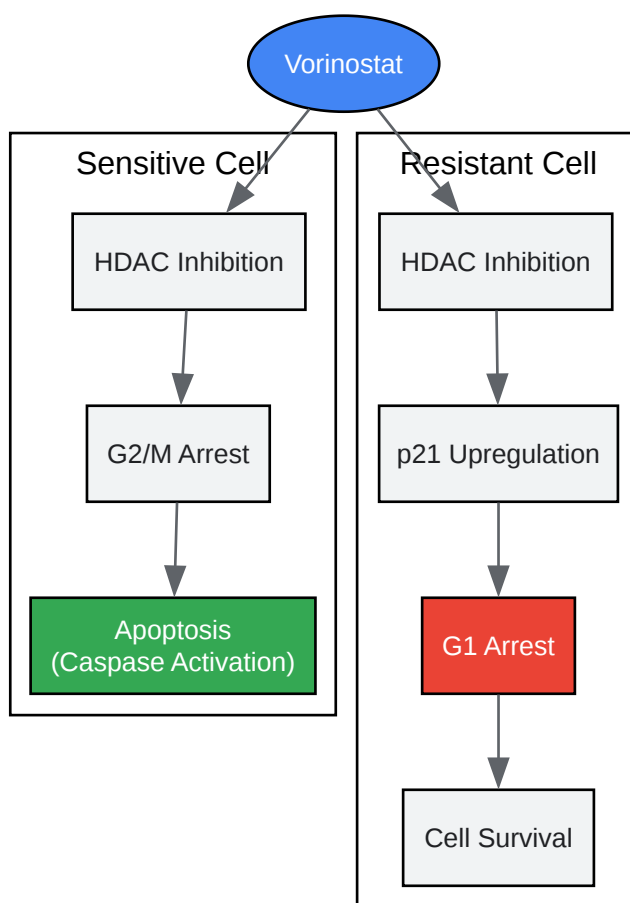 Vorinostat
Sensitive Cell
HDAC Inhibition
G2/M Arrest
Apoptosis
(Caspase Activation)
Resistant Cell
HDAC Inhibition
p21 Upregulation
G1 Arrest
Cell Survival